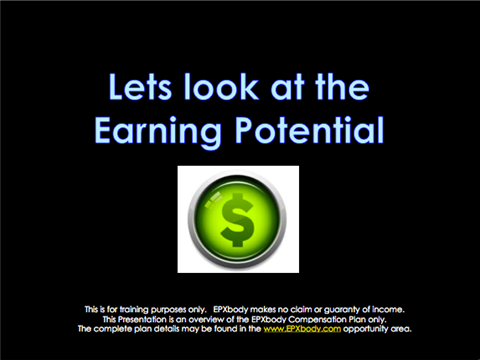 Lets look at the
Earning Potential
$
This is for training purposes only. EPXbody makes no claim or guaranty of income.
This Presentation is an overview of the EPXbody Compensation Plan only.
The complete plan details may be found in the www.EPXbody.com opportunity area.